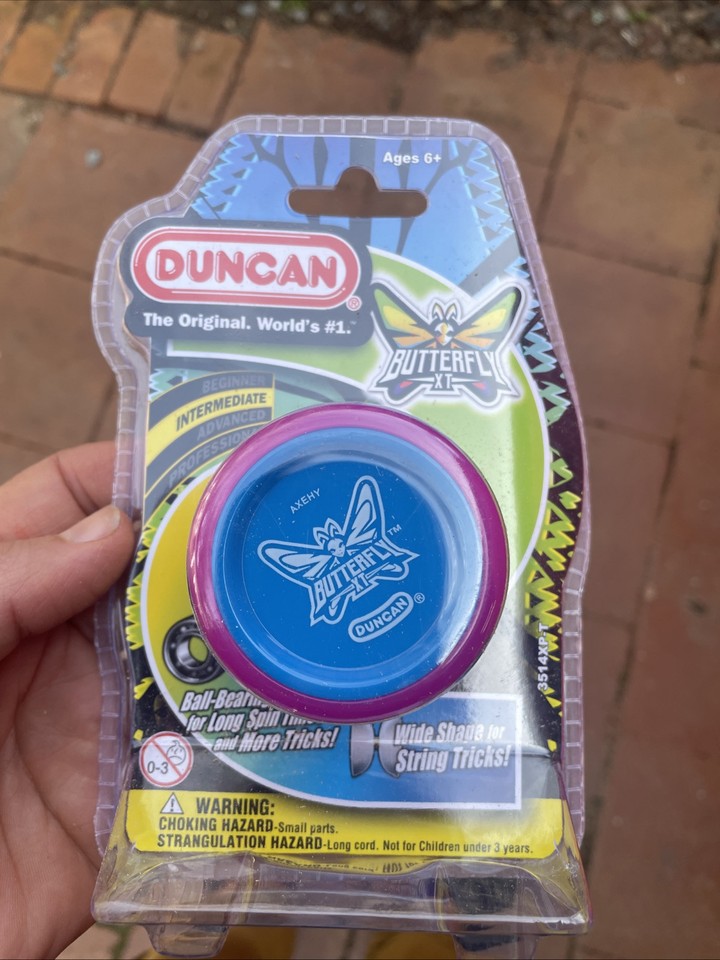 Ages 6+
DUNCAN®
The Original. World's #1.™
BUTTERFLY
XT
BEGINNER
INTERMEDIATE
ADVANCED
PROFESSIONAL
AXEHY
BUTTERFLY™
XT
DUNCAN®
3514XP-T
Ball-Bearing
for Long Spin Time
and More Tricks!
Wide Shape for
String Tricks!
0-3
WARNING:
CHOKING HAZARD-Small parts.
STRANGULATION HAZARD-Long cord. Not for Children under 3 years.